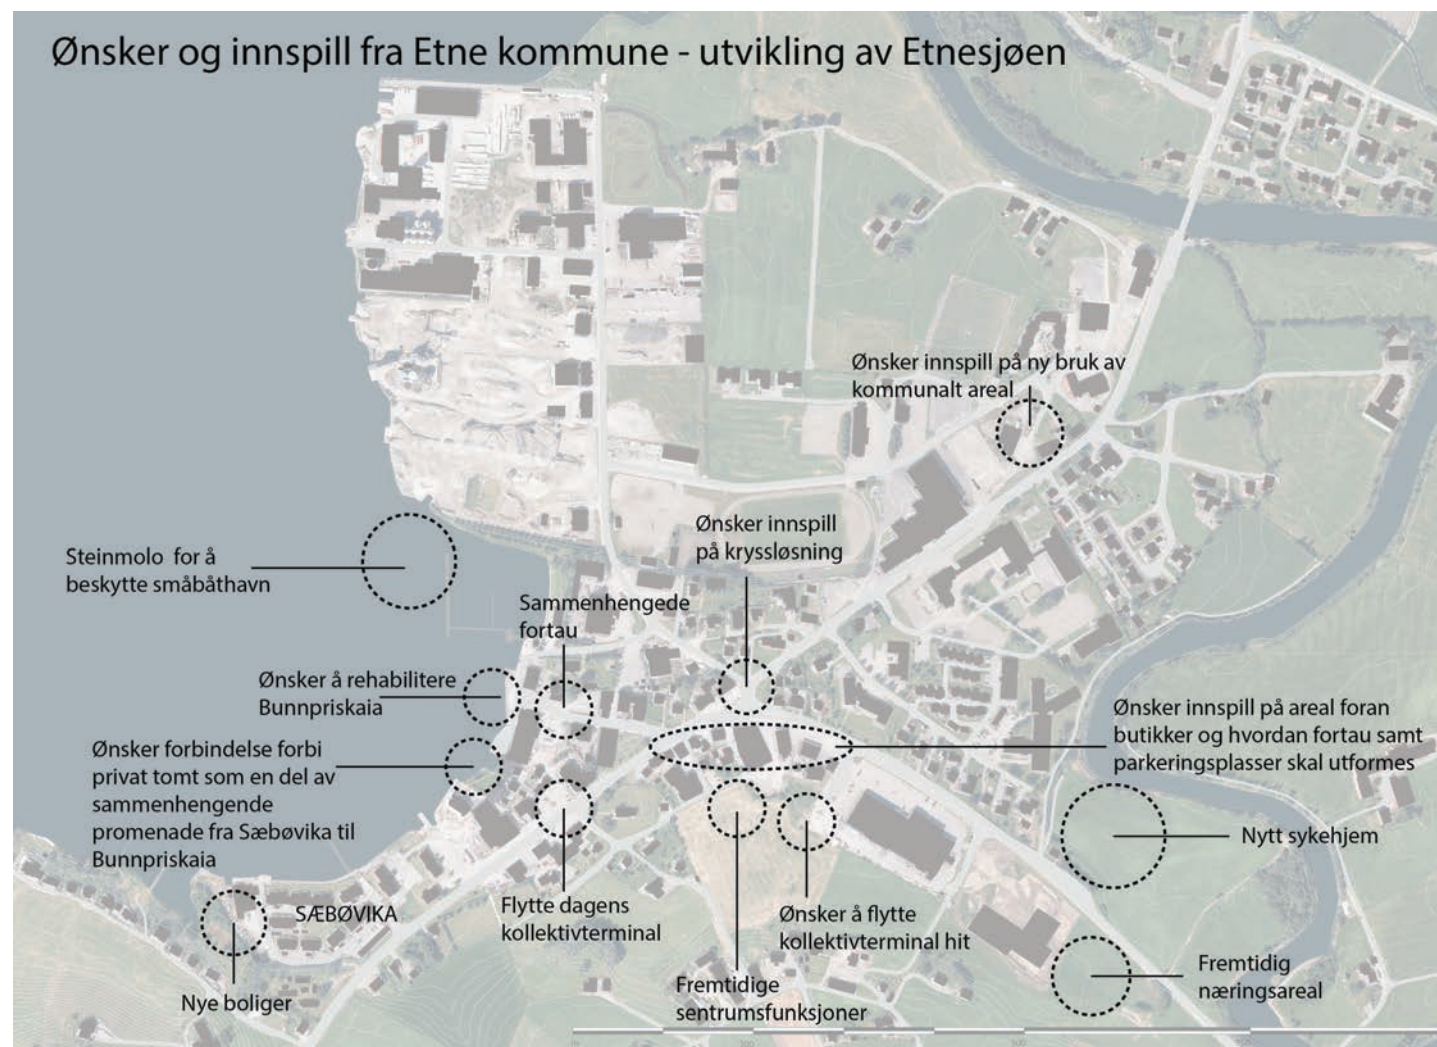 Ønsker og innspill fra Etne kommune - utvikling av Etnesjøen
Ønsker innspill på ny bruk av
kommunalt areal
Ønsker innspill
på kryssløsning
Steinmolo for å
beskytte småbåthavn
Sammenhengede
fortau
Ønsker å rehabilitere
Bunnpriskaia
Ønsker innspill på areal foran
butikker og hvordan fortau samt
parkeringsplasser skal utformes
Ønsker forbindelse forbi
privat tomt som en del av
sammenhengende
promenade fra Sæbøvika til
Bunnpriskaia
Nytt sykehjem
SÆBØVIKA
Flytte dagens
kollektivterminal
Ønsker å flytte
kollektivterminal hit
Nye boliger
Fremtidige
sentrumsfunksjoner
Fremtidig
næringsareal